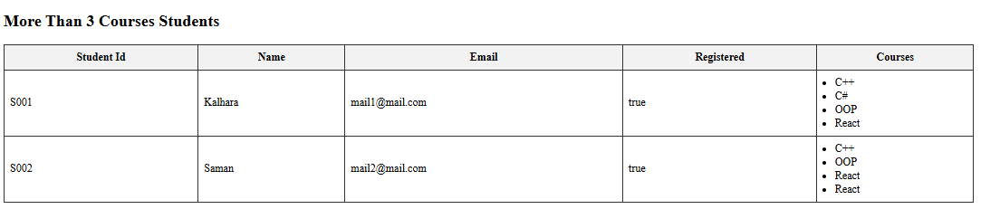 More Than 3 Courses Students
Student Id Name Email Registered Courses
S001 Kalhara mail1@mail.com true
C++
C#
OOP
React
S002 Saman mail2@mail.com true
C++
OOP
React
React